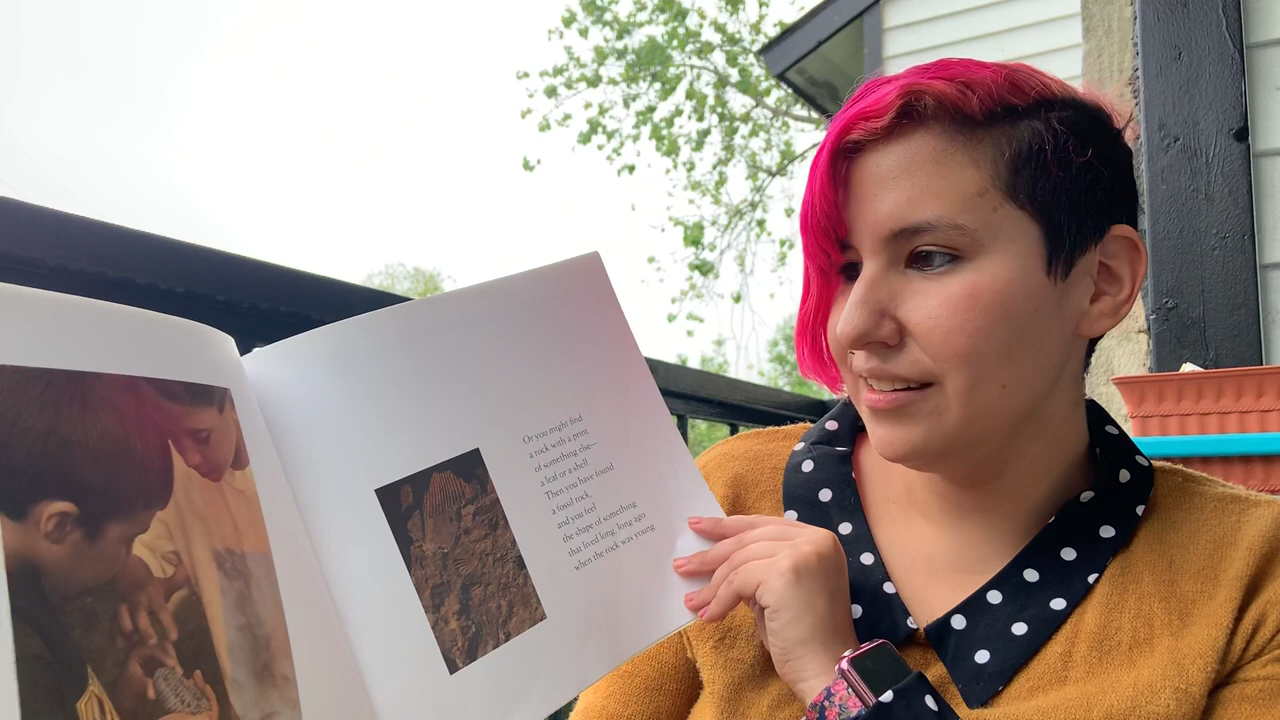 Or you might find
a rock with a print
of something else—
a leaf or a shell.
Then you have found
a fossil rock,
and you feel
the shape of something
that lived long, long ago
when the rock was young